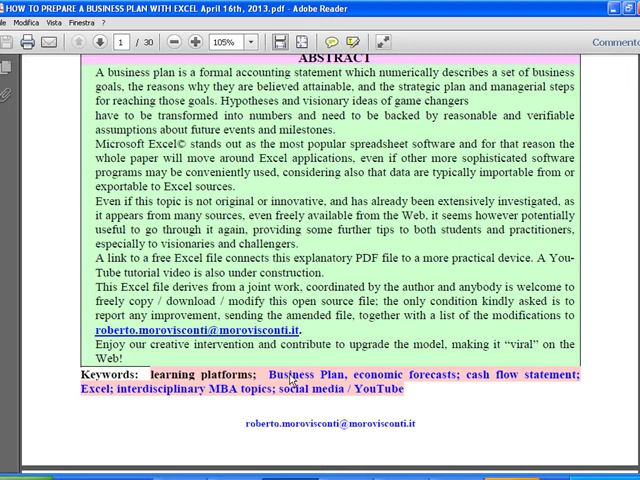 HOW TO PREPARE A BUSINESS PLAN WITH EXCEL April 16th, 2013.pdf - Adobe Reader
Modifica Vista Finestra ?
1 / 30 105% Commento
ABSTRACT
A business plan is a formal accounting statement which numerically describes a set of business
goals, the reasons why they are believed attainable, and the strategic plan and managerial steps
for reaching those goals. Hypotheses and visionary ideas of game changers
have to be transformed into numbers and need to be backed by reasonable and verifiable
assumptions about future events and milestones.
Microsoft Excel© stands out as the most popular spreadsheet software and for that reason the
whole paper will move around Excel applications, even if other more sophisticated software
programs may be conveniently used, considering also that data are typically importable from or
exportable to Excel sources.
Even if this topic is not original or innovative, and has already been extensively investigated, as
it appears from many sources, even freely available from the Web, it seems however potentially
useful to go through it again, providing some further tips to both students and practitioners,
especially to visionaries and challengers.
A link to a free Excel file connects this explanatory PDF file to a more practical device. A You-
Tube tutorial video is also under construction.
This Excel file derives from a joint work, coordinated by the author and anybody is welcome to
freely copy / download / modify this open source file; the only condition kindly asked is to
report any improvement, sending the amended file, together with a list of the modifications to
roberto.morovisconti@morovisconti.it.
Enjoy our creative intervention and contribute to upgrade the model, making it “viral” on the
Web!
Keywords: learning platforms; Business Plan, economic forecasts; cash flow statement;
Excel; interdisciplinary MBA topics; social media / YouTube
roberto.morovisconti@morovisconti.it